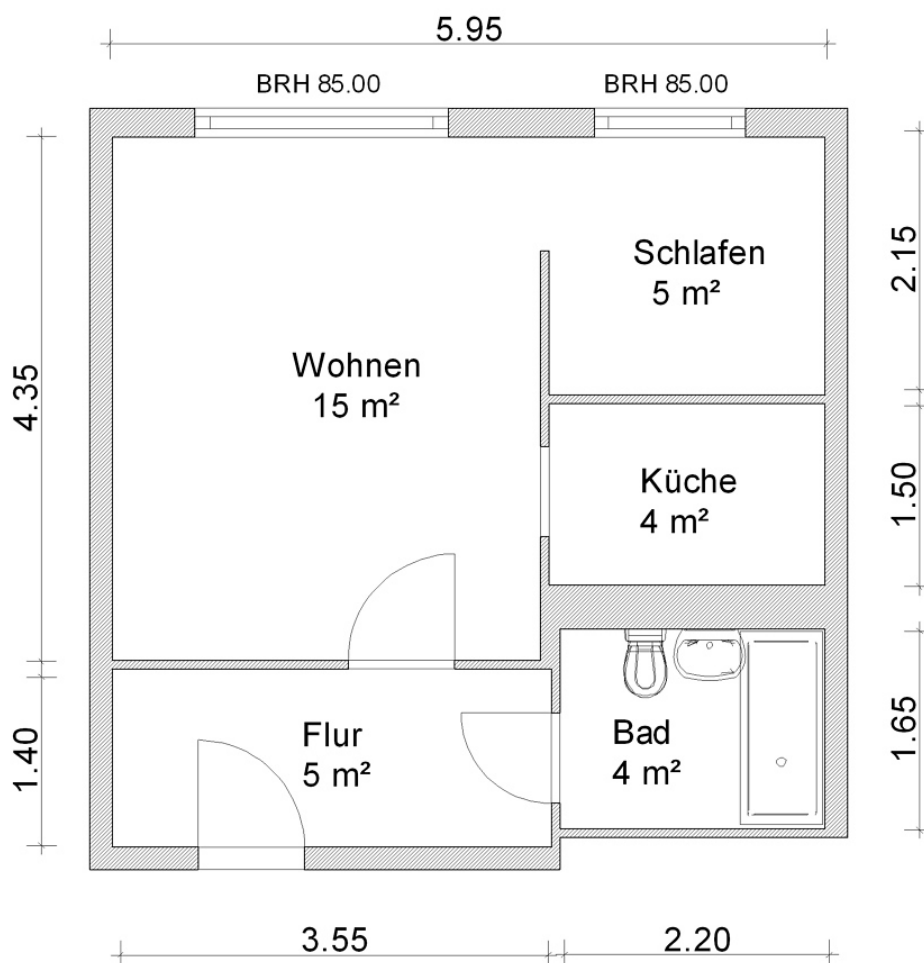 5.95
BRH 85.00
BRH 85.00
Schlafen
5 m²
2.15
Wohnen
15 m²
4.35
Küche
4 m²
1.50
Flur
5 m²
1.40
Bad
4 m²
1.65
3.55
2.20